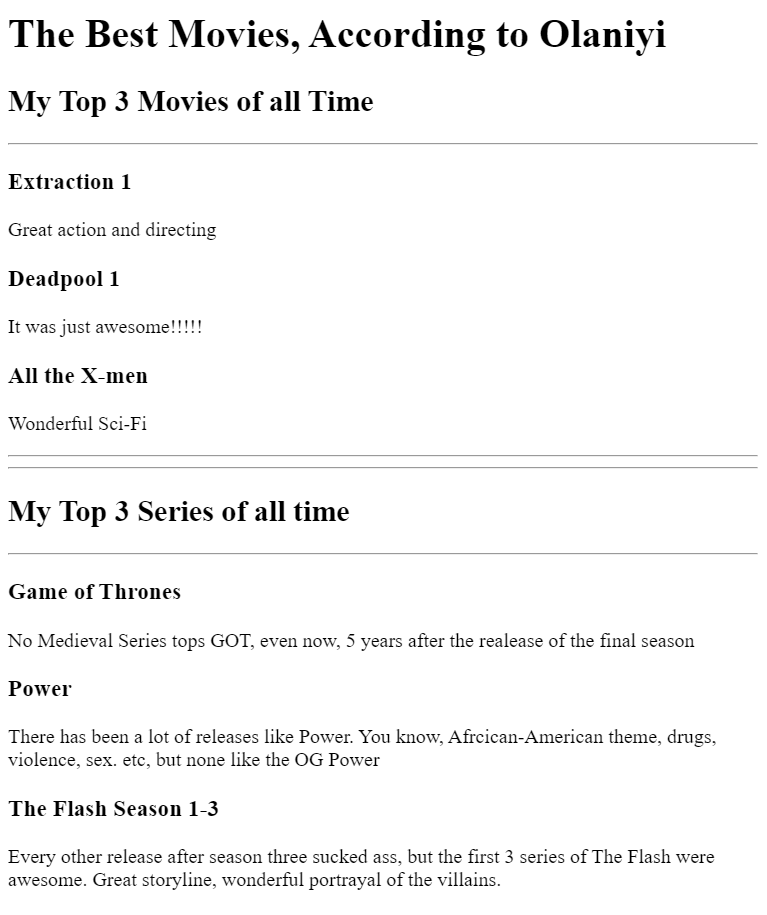 The Best Movies, According to Olaniyi
My Top 3 Movies of all Time
Extraction 1
Great action and directing
Deadpool 1
It was just awesome!!!!!
All the X-men
Wonderful Sci-Fi
My Top 3 Series of all time
Game of Thrones
No Medieval Series tops GOT, even now, 5 years after the realease of the final season
Power
There has been a lot of releases like Power. You know, Afrcican-American theme, drugs,
violence, sex. etc, but none like the OG Power
The Flash Season 1-3
Every other release after season three sucked ass, but the first 3 series of The Flash were
awesome. Great storyline, wonderful portrayal of the villains.